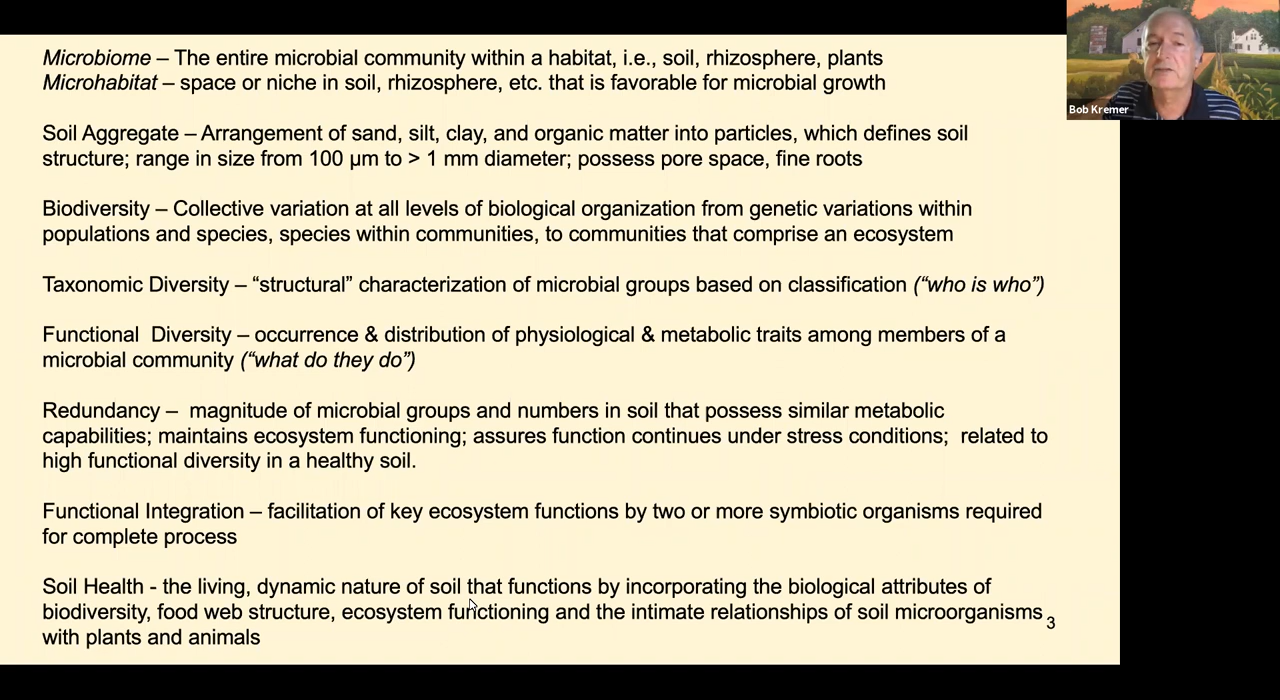 Microbiome – The entire microbial community within a habitat, i.e., soil, rhizosphere, plants
Microhabitat – space or niche in soil, rhizosphere, etc. that is favorable for microbial growth
Soil Aggregate – Arrangement of sand, silt, clay, and organic matter into particles, which defines soil
structure; range in size from 100 µm to > 1 mm diameter; possess pore space, fine roots
Biodiversity – Collective variation at all levels of biological organization from genetic variations within
populations and species, species within communities, to communities that comprise an ecosystem
Taxonomic Diversity – “structural” characterization of microbial groups based on classification (“who is who”)
Functional  Diversity – occurrence & distribution of physiological & metabolic traits among members of a
microbial community (“what do they do”)
Redundancy –  magnitude of microbial groups and numbers in soil that possess similar metabolic
capabilities; maintains ecosystem functioning; assures function continues under stress conditions;  related to
high functional diversity in a healthy soil.
Functional Integration – facilitation of key ecosystem functions by two or more symbiotic organisms required
for complete process
Soil Health - the living, dynamic nature of soil that functions by incorporating the biological attributes of
biodiversity, food web structure, ecosystem functioning and the intimate relationships of soil microorganisms
with plants and animals
3
Bob Kremer